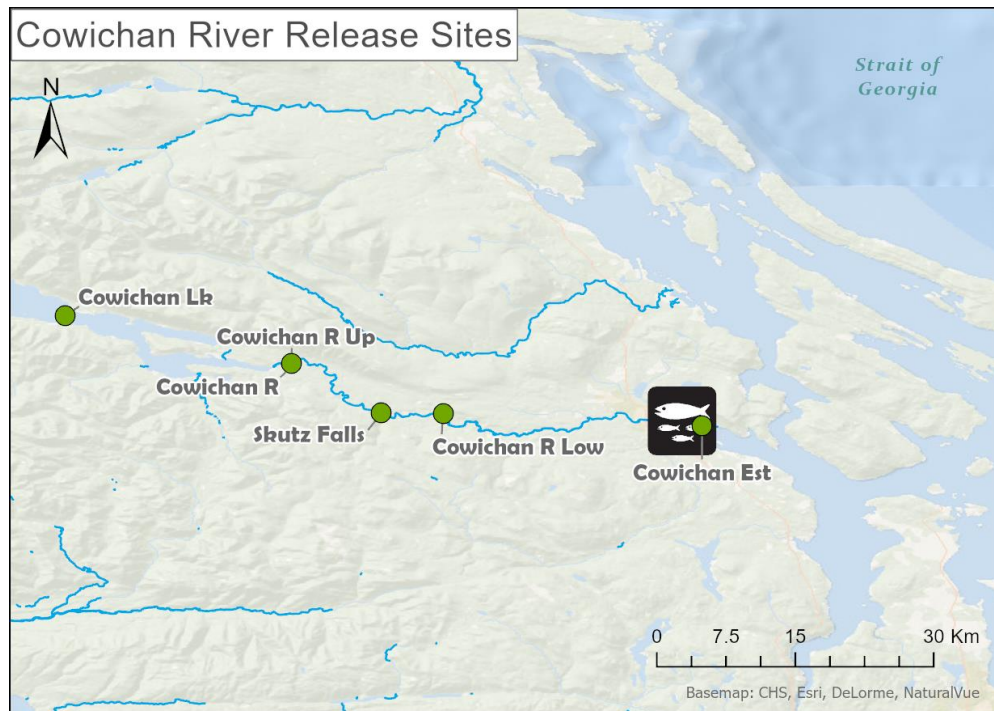 Cowichan River Release Sites
N
Strait of
Georgia
Cowichan Lk
Cowichan R Up
Cowichan R
Skutz Falls
Cowichan R Low
Cowichan Est
0 7.5 15 30 Km
Basemap: CHS, Esri, DeLorme, NaturalVue